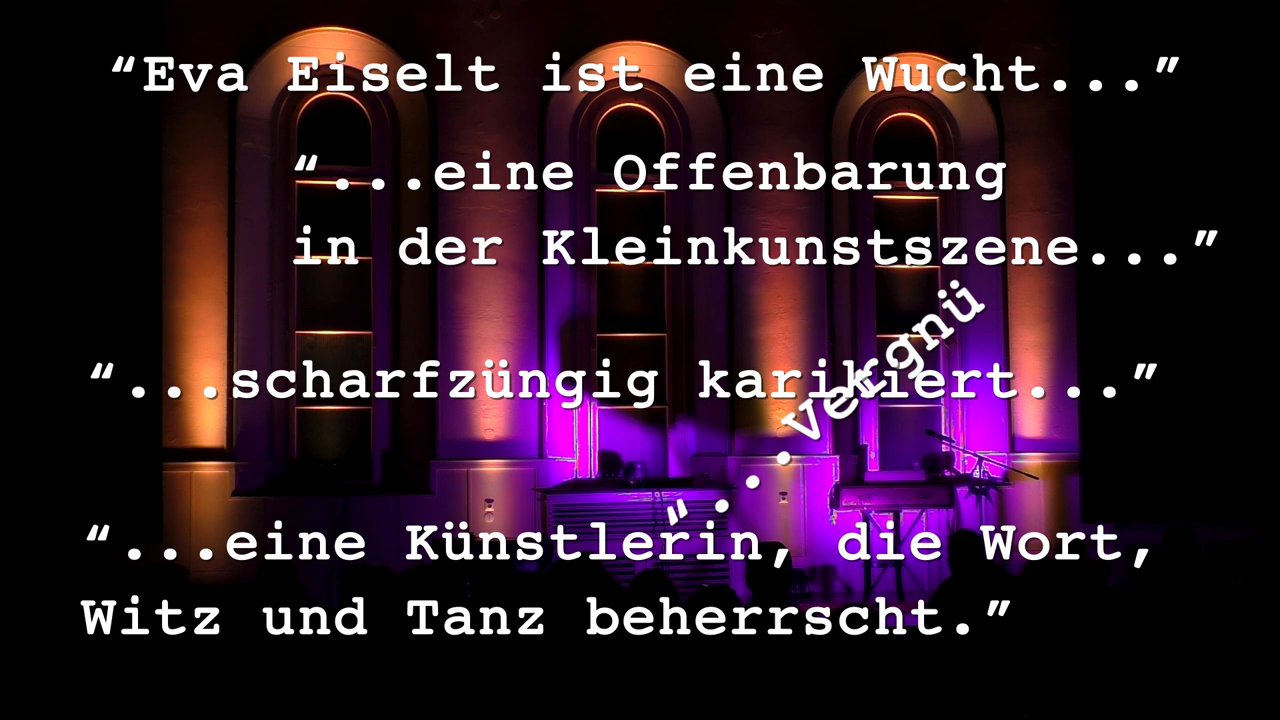 “Eva Eiselt ist eine Wucht...”
“...eine Offenbarung
in der Kleinkunstszene...”
“...scharfzüngig karikiert...”
“...vergnü
“...eine Künstlerin, die Wort,
Witz und Tanz beherrscht.”